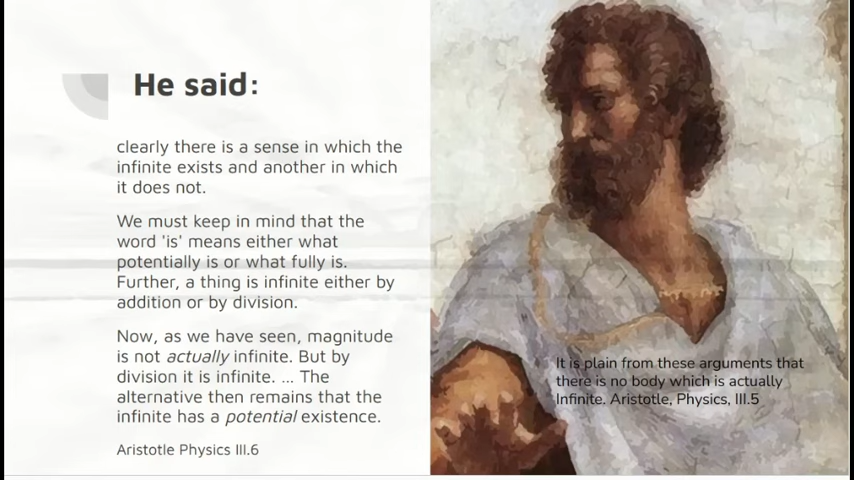 He said:
clearly there is a sense in which the
infinite exists and another in which
it does not.
We must keep in mind that the
word 'is' means either what
potentially is or what fully is.
Further, a thing is infinite either by
addition or by division.
Now, as we have seen, magnitude
is not actually infinite. But by
division it is infinite. ... The
alternative then remains that the
infinite has a potential existence.
Aristotle Physics III.6
It is plain from these arguments that
there is no body which is actually
Infinite. Aristotle, Physics, III.5